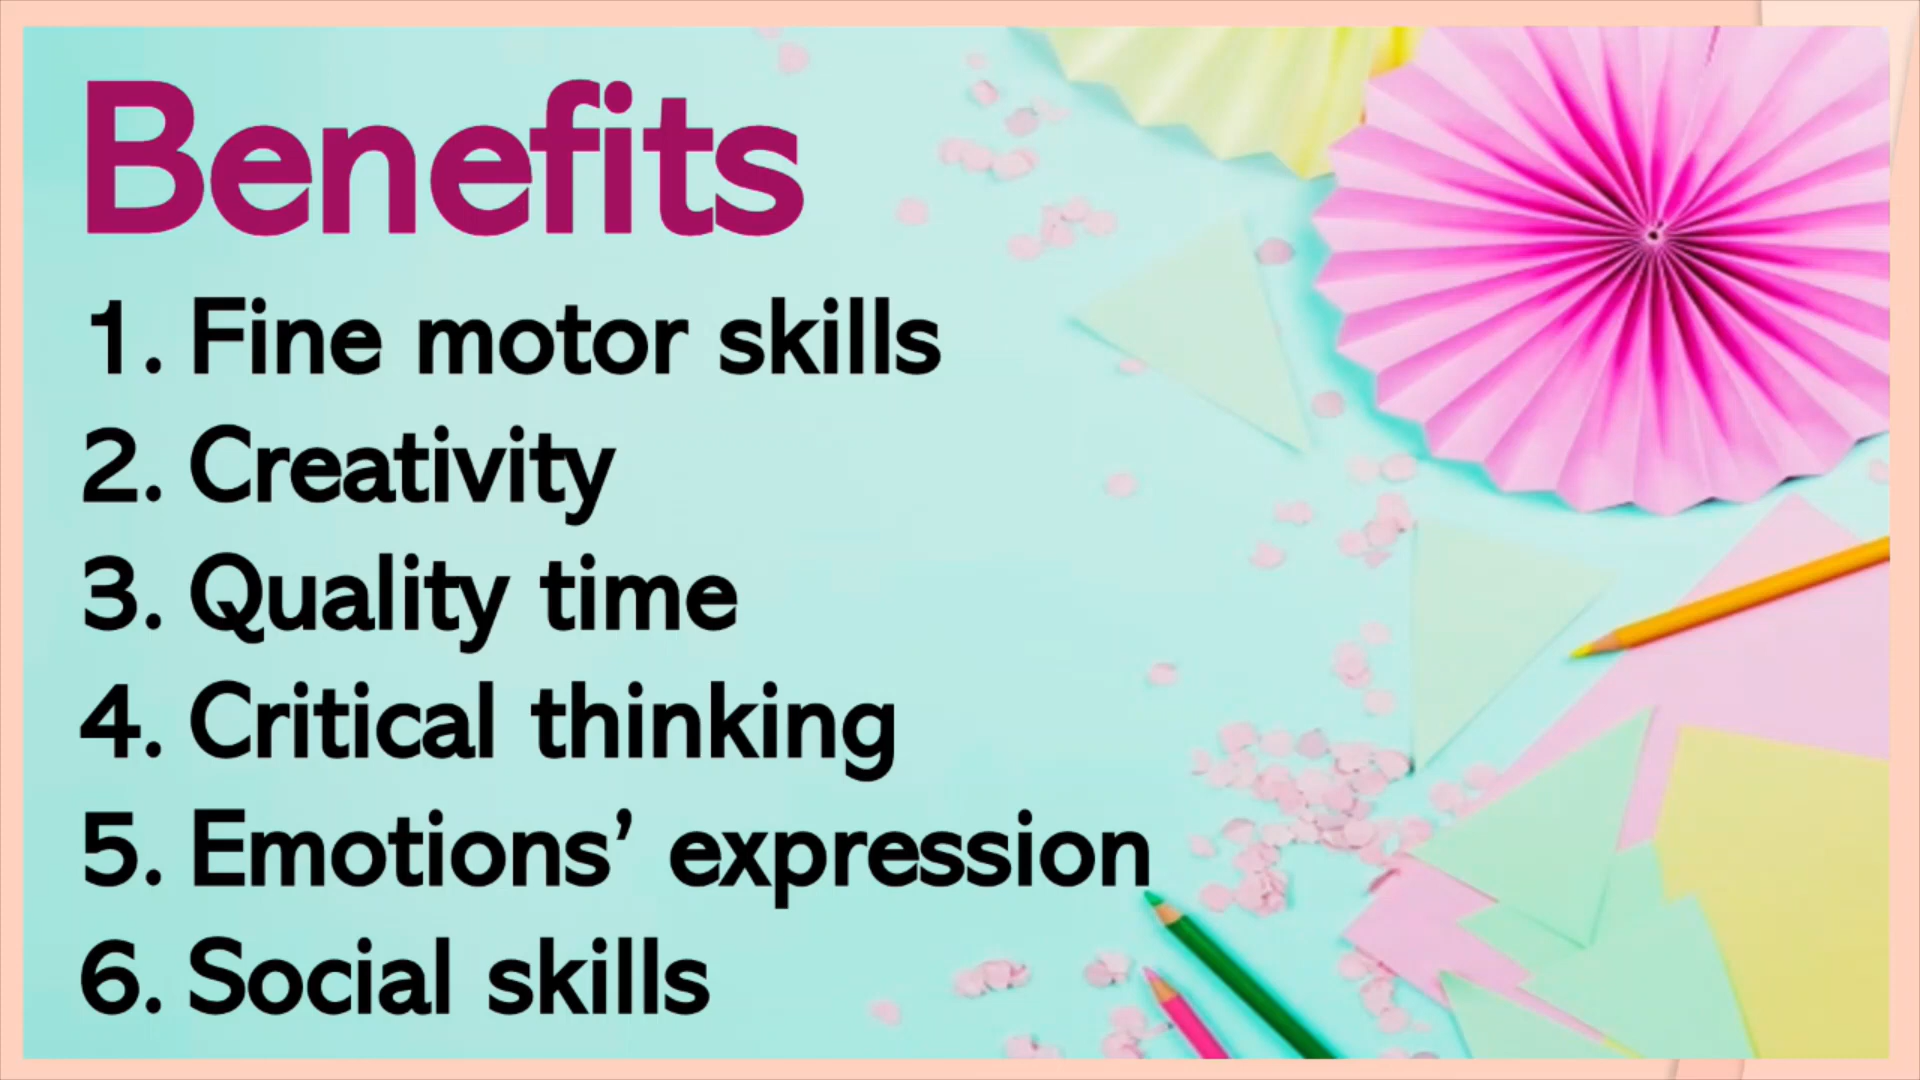 Benefits
1. Fine motor skills
2. Creativity
3. Quality time
4. Critical thinking
5. Emotions’ expression
6. Social skills